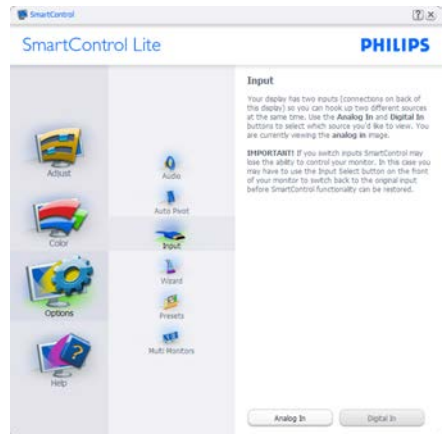 SmartControl
SmartControl Lite
PHILIPS
Adjust
Color
Options
Help
Audio
Auto Pivot
Input
Wizard
Presets
Multi Monitors
Input
Your display has two inputs (connections on back of
this display) so you can hook up two different sources
at the same time. Use the Analog In and Digital In
buttons to select which source you'd like to view. You
are currently viewing the analog in image.
IMPORTANT! If you switch inputs SmartControl may
lose the ability to control your monitor. In this case you
may have to use the Input Select button on the front
of your monitor to switch back to the original input
before SmartControl functionality can be restored.
Analog In
Digital In